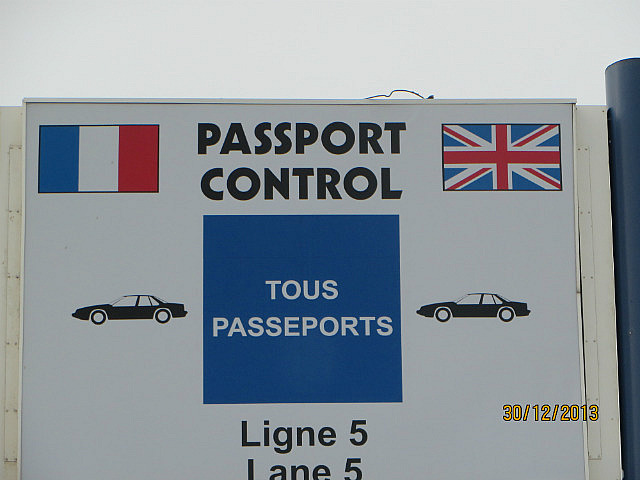 PASSPORT
CONTROL
TOUS
PASSEPORTS
Ligne 5
Lane 5
30/12/2013